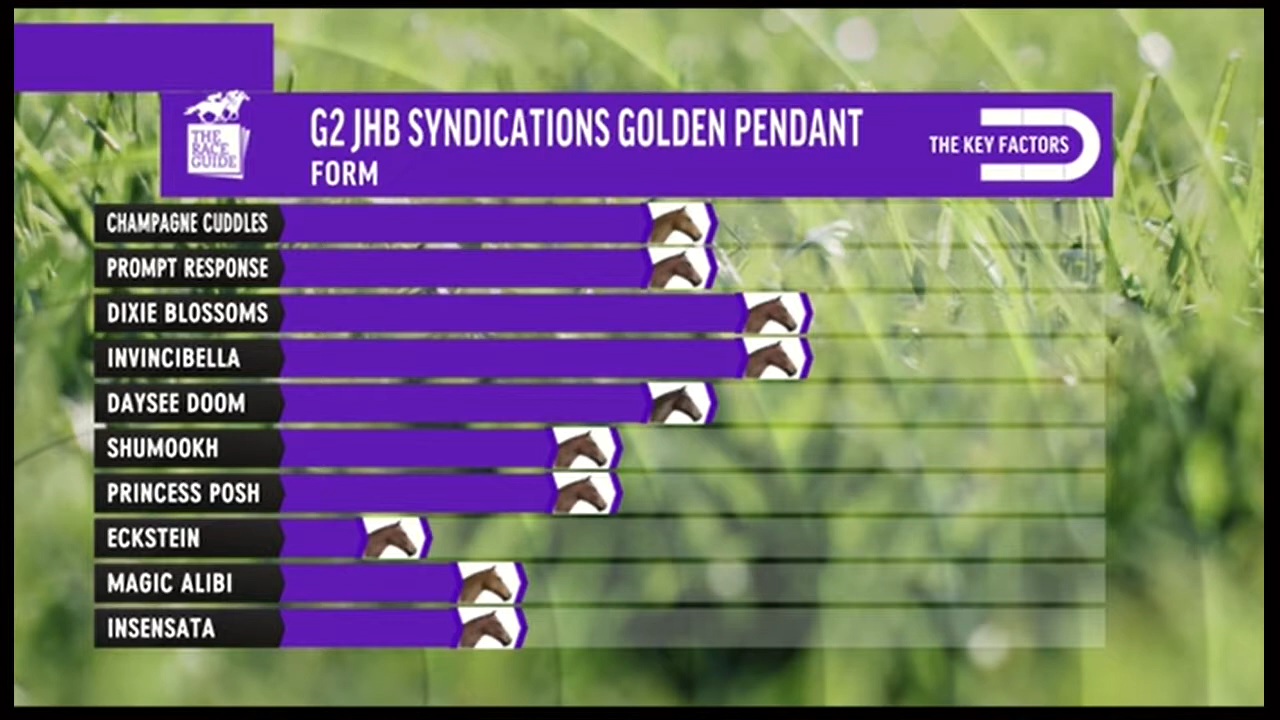 THE
RACE
GUIDE
G2 JHB SYNDICATIONS GOLDEN PENDANT
FORM
THE KEY FACTORS
CHAMPAGNE CUDDLES
PROMPT RESPONSE
DIXIE BLOSSOMS
INVINCIBELLA
DAYSEE DOOM
SHUMOOKH
PRINCESS POSH
ECKSTEIN
MAGIC ALIBI
INSENSATA